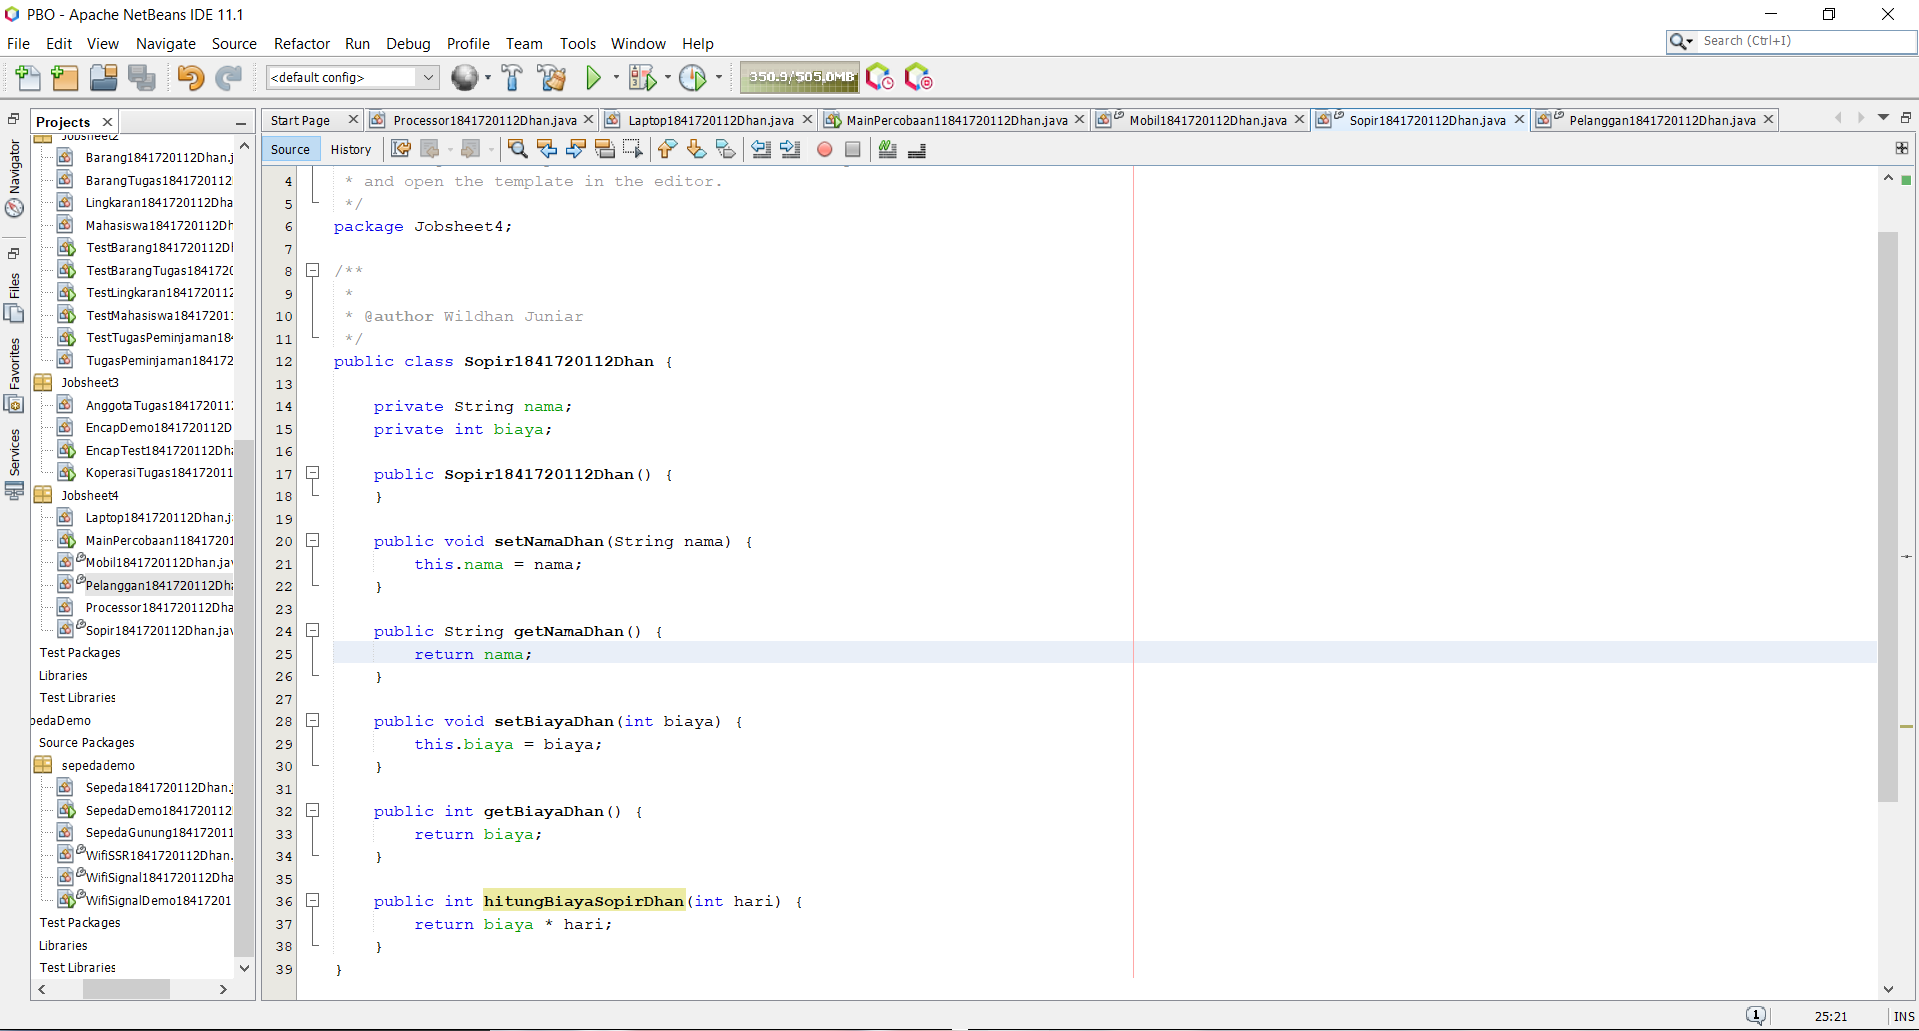 PBO - Apache NetBeans IDE 11.1
File Edit View Navigate Source Refactor Run Debug Profile Team Tools Window Help
Search (Ctrl+I)
<default config>
350.9/505.0MB
Projects
Start Page
Processor1841720112Dhan.java
Laptop1841720112Dhan.java
MainPercobaan11841720112Dhan.java
Mobil1841720112Dhan.java
Sopir1841720112Dhan.java
Pelanggan1841720112Dhan.java
Source History
Navigator
Files
Favorites
Services
Jobsheet2
Barang1841720112Dhan.j
BarangTugas1841720112
Lingkaran1841720112Dha
Mahasiswa1841720112Dh
TestBarang1841720112Dh
TestBarangTugas184172(
TestLingkaran184172011
TestMahasiswa18417201
TestTugasPeminjaman184
TugasPeminjaman184172
Jobsheet3
AnggotaTugas184172011
EncapDemo1841720112D
EncapTest1841720112Dh
KoperasiTugas184172011
Jobsheet4
Laptop1841720112Dhan.j
MainPercobaan118417201
Mobil1841720112Dhan.jav
Pelanggan1841720112Dha
Processor1841720112Dha
Sopir1841720112Dhan.jav
Test Packages
Libraries
Test Libraries
pedaDemo
Source Packages
sepedademo
Sepeda1841720112Dhan.j
SepedaDemo1841720112
SepedaGunung184172011
WifiSSR1841720112Dhan.
WifiSignal1841720112Dha
WifiSignalDemo18417201
Test Packages
Libraries
Test Libraries
4 * and open the template in the editor.
5 */
6 package Jobsheet4;
7
8 /**
9 *
10 * @author Wildhan Juniar
11 */
12 public class Sopir1841720112Dhan {
13
14 private String nama;
15 private int biaya;
16
17 public Sopir1841720112Dhan() {
18 }
19
20 public void setNamaDhan(String nama) {
21 this.nama = nama;
22 }
23
24 public String getNamaDhan() {
25 return nama;
26 }
27
28 public void setBiayaDhan(int biaya) {
29 this.biaya = biaya;
30 }
31
32 public int getBiayaDhan() {
33 return biaya;
34 }
35
36 public int hitungBiayaSopirDhan(int hari) {
37 return biaya * hari;
38 }
39 }
1
25:21
INS